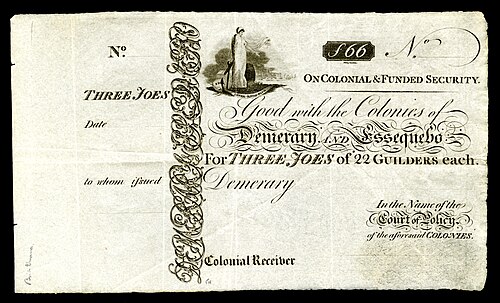 No.
THREE JOES
Date
to whom issued
ƒ66 No.
ON COLONIAL & FUNDED SECURITY.
Good with the Colonies of
Demerary AND Essequebo
For THREE JOES of 22 GUILDERS each.
Demerary
In the Name of the
Court of Policy,
of the aforesaid COLONIES.
Colonial Receiver